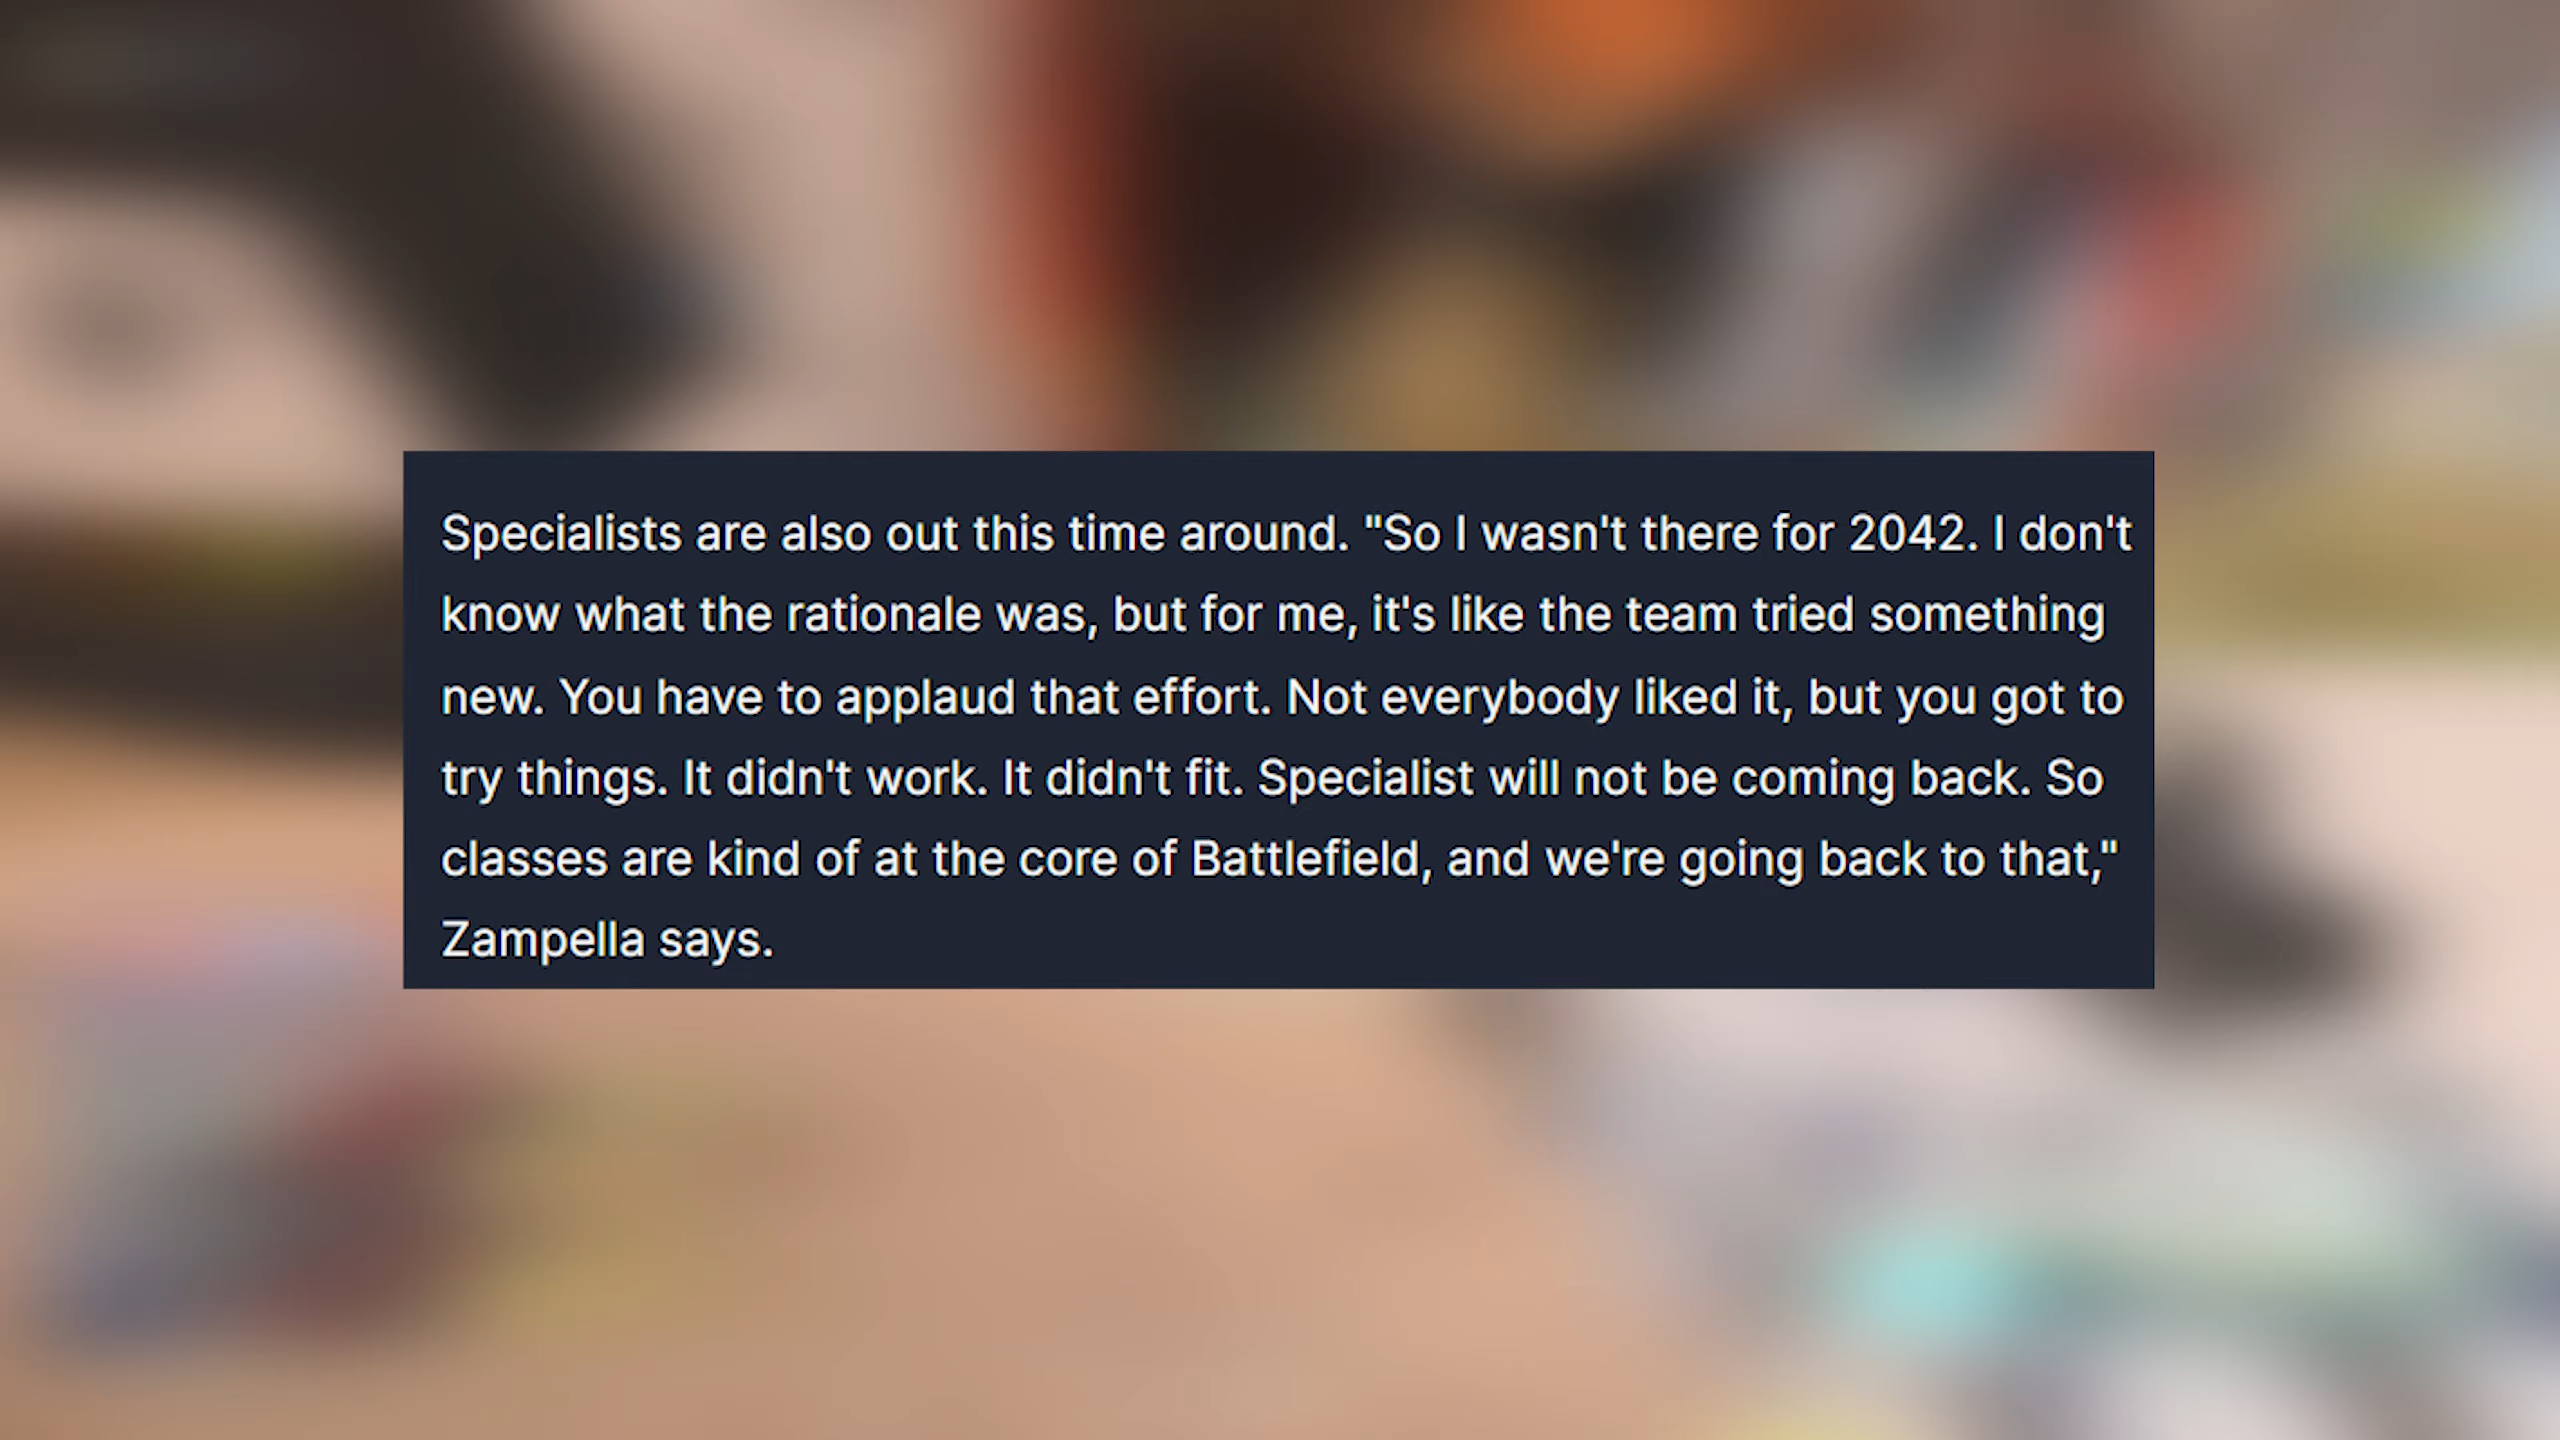 Specialists are also out this time around. "So I wasn't there for 2042. I don't
know what the rationale was, but for me, it's like the team tried something
new. You have to applaud that effort. Not everybody liked it, but you got to
try things. It didn't work. It didn't fit. Specialist will not be coming back. So
classes are kind of at the core of Battlefield, and we're going back to that,"
Zampella says.